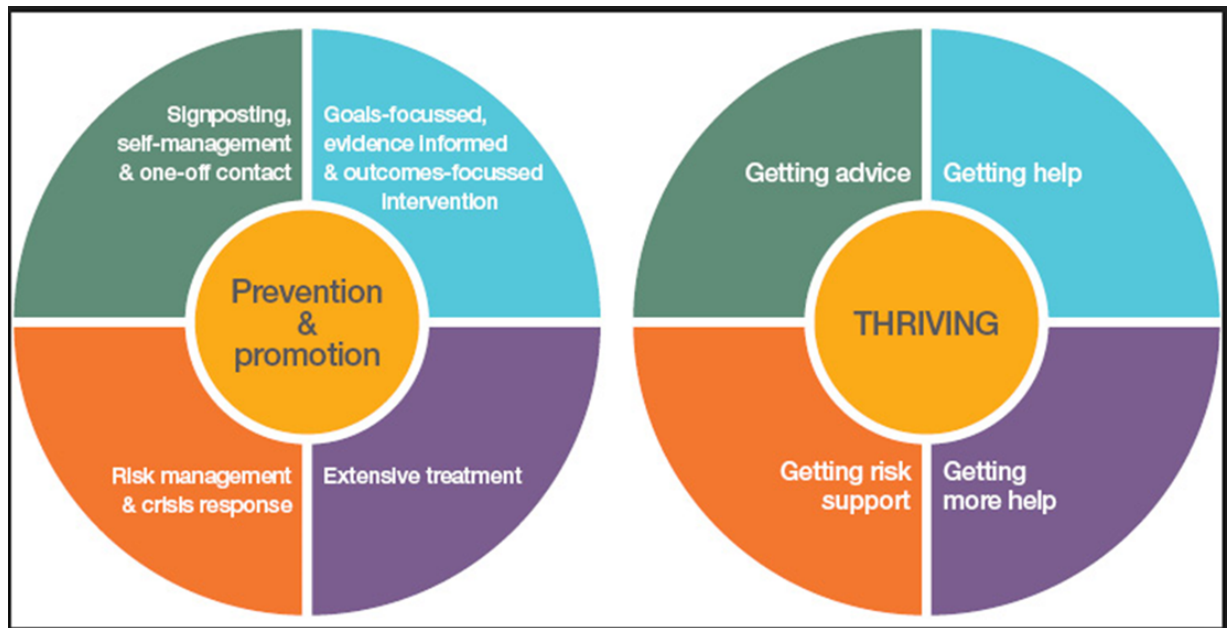 Signposting,
self-management
& one-off contact
Goals-focussed,
evidence informed
& outcomes-focussed
intervention
Prevention
&
promotion
Risk management
& crisis response
Extensive treatment
Getting advice
Getting help
THRIVING
Getting risk
support
Getting
more help